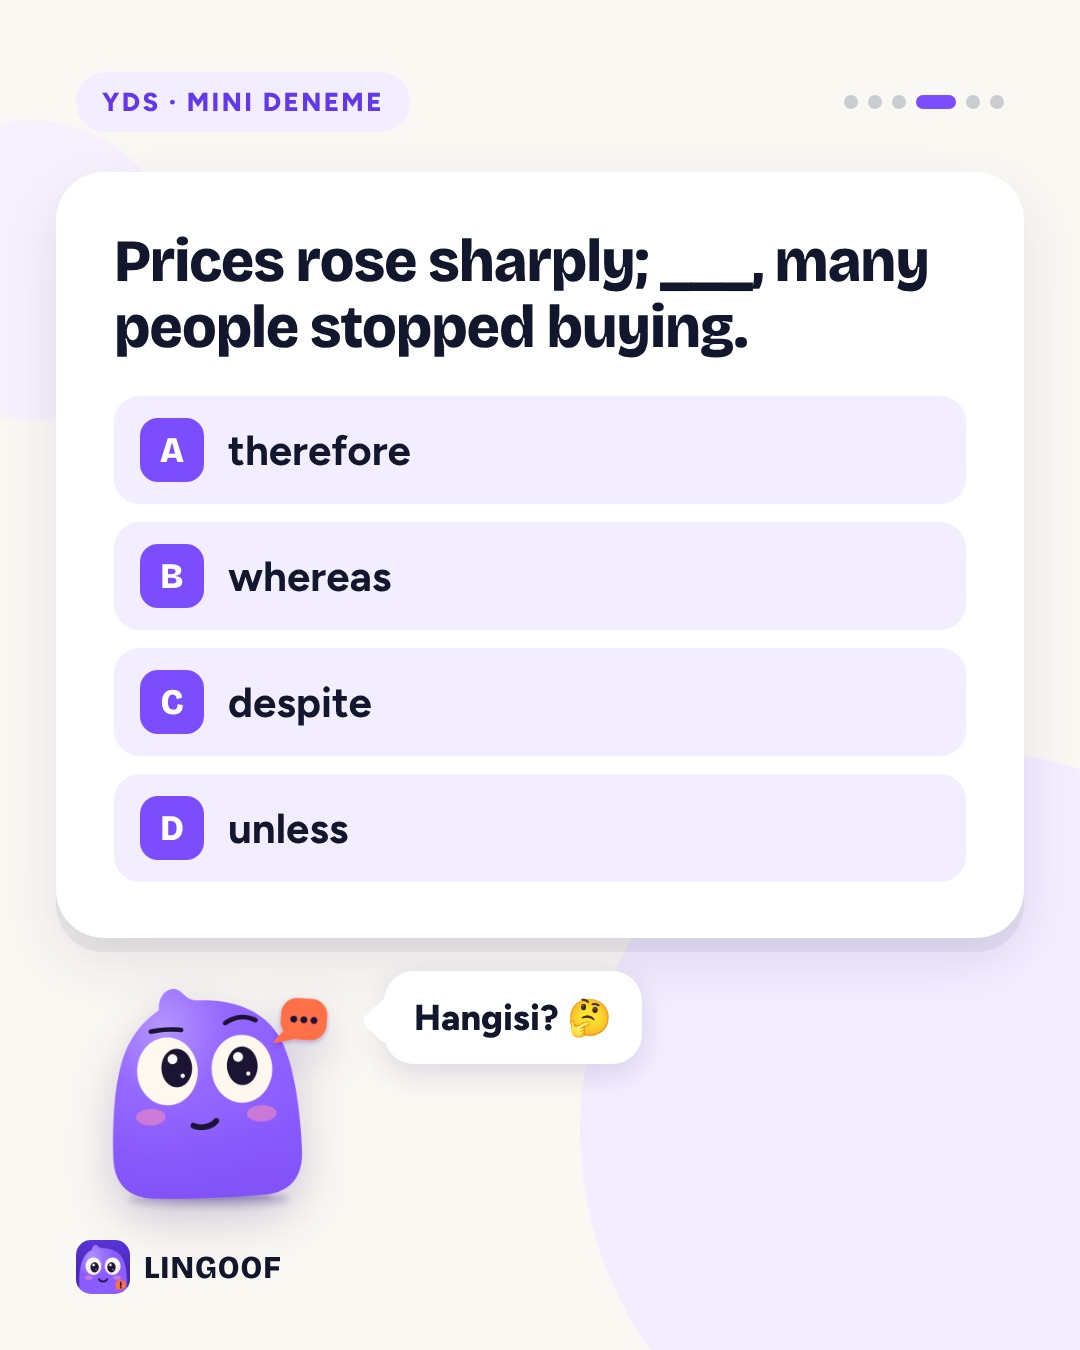 YDS · MINI DENEME
Prices rose sharply; ___, many
people stopped buying.
A therefore
B whereas
C despite
D unless
Hangisi? 🤔
LINGOOF